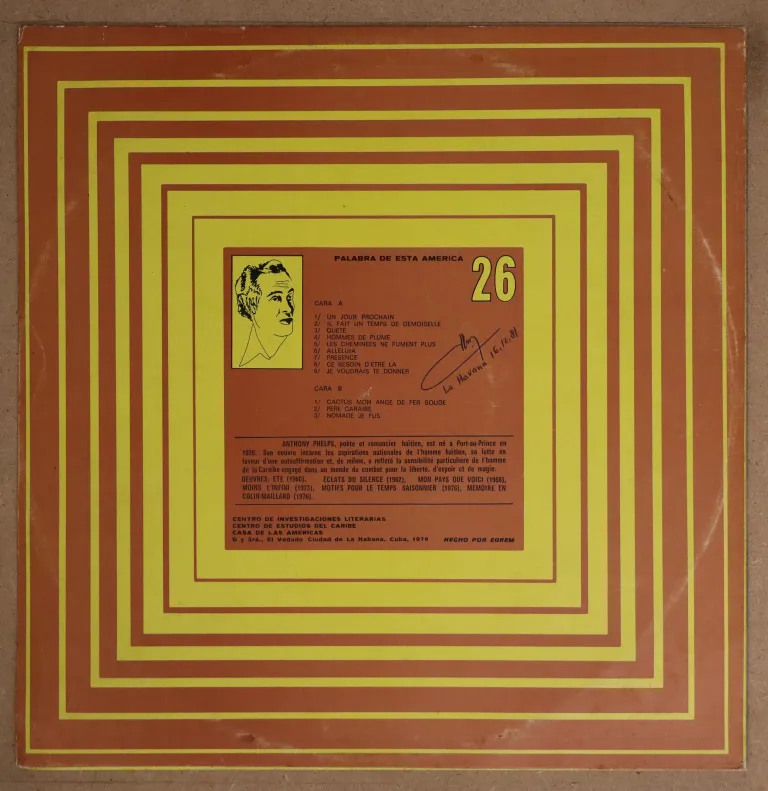 PALABRA DE ESTA AMERICA
26
CARA A
1/ UN JOUR PROCHAIN
2/ IL FAIT UN TEMPS DE DEMOISELLE
3/ QUETE
4/ HOMMES DE PLUME
5/ LES CHEMINEES NE FUMENT PLUS
6/ ALLELUIA
7/ PRESENCE
8/ CE BESOIN D'ETRE LA
9/ JE VOUDRAIS TE DONNER
La Havana 16.12.81
CARA B
1/ CACTUS MON ANGE DE FER SOLIDE
2/ PERE CARAIBE
3/ NOMADE JE FUS
ANTHONY PHELPS, poète et romancier haïtien, est né a Port-au-Prince en
Son oeuvre incarne les aspirations nationales de l'homme haïtien, sa lutte en
faveur d'une autoaffirmation et, de même, a reflété la sensibilité particulière de l'homme
de la Caraïbe engagé dans un monde du combat pour la liberté, d'espoir et de magie.
OEUVRES: ETE (1960), ECLATS DU SILENCE (1962), MON PAYS QUE VOICI (1968),
MOINS L'INFINI (1973), MOTIFS POUR LE TEMPS SAISONNIER (1976), MEMOIRE EN
COLIN-MAILLARD (1976).
CENTRO DE INVESTIGACIONES LITERARIAS
CENTRO DE ESTUDIOS DEL CARIBE
CASA DE LAS AMERICAS
G y 3ra., El Vedado Ciudad de La Habana, Cuba, 1979 HECHO POR EGREM